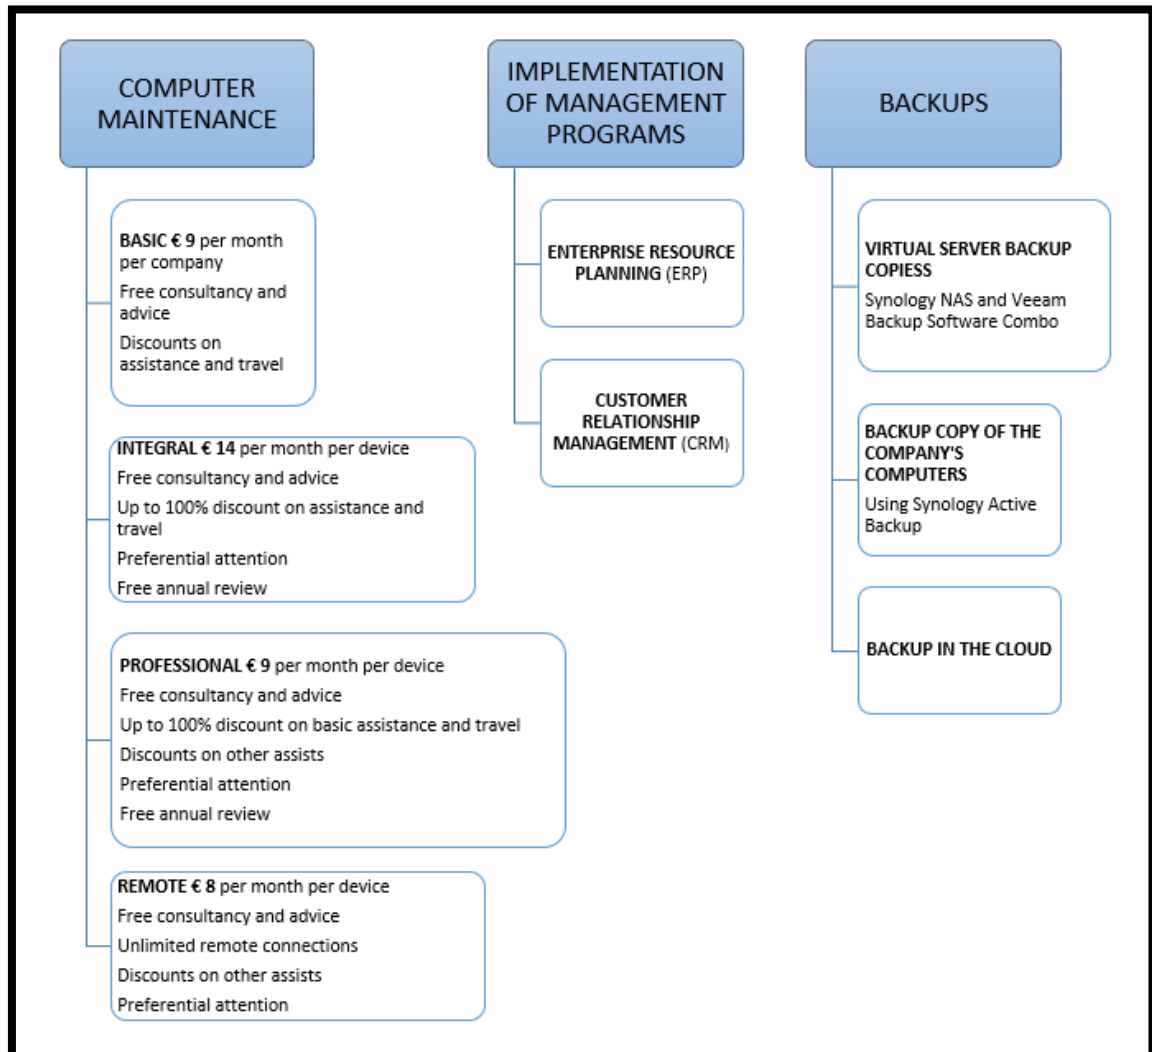 COMPUTER
MAINTENANCE
BASIC € 9 per month
per company
Free consultancy and
advice
Discounts on
assistance and travel
INTEGRAL € 14 per month per device
Free consultancy and advice
Up to 100% discount on assistance and
travel
Preferential attention
Free annual review
PROFESSIONAL € 9 per month per device
Free consultancy and advice
Up to 100% discount on basic assistance and travel
Discounts on other assists
Preferential attention
Free annual review
REMOTE € 8 per month per device
Free consultancy and advice
Unlimited remote connections
Discounts on other assists
Preferential attention
IMPLEMENTATION
OF MANAGEMENT
PROGRAMS
ENTERPRISE RESOURCE
PLANNING (ERP)
CUSTOMER
RELATIONSHIP
MANAGEMENT (CRM)
BACKUPS
VIRTUAL SERVER BACKUP
COPIESS
Synology NAS and Veeam
Backup Software Combo
BACKUP COPY OF THE
COMPANY'S
COMPUTERS
Using Synology Active
Backup
BACKUP IN THE CLOUD